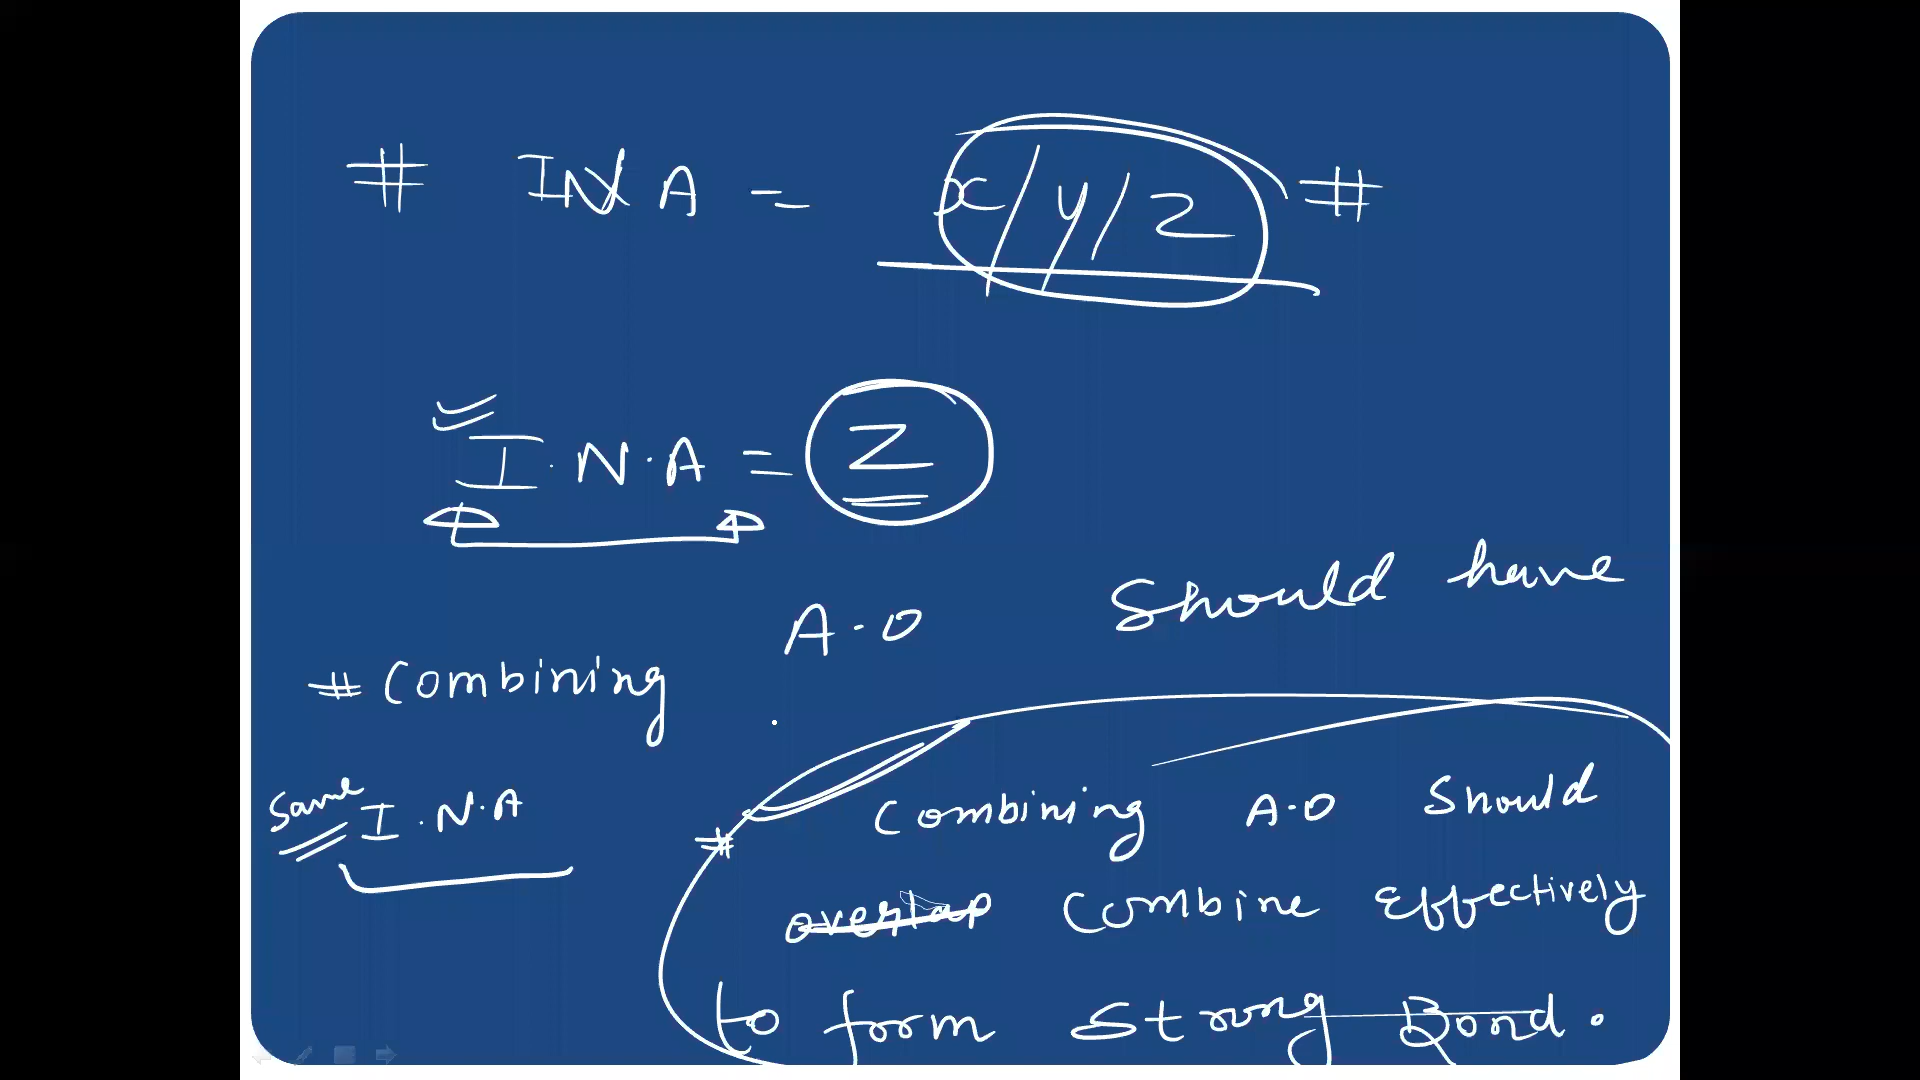 # INA = x/y/z #
I.N.A = Z
# Combining A.O Should have
Same I.N.A
# Combining A.O Should
overlap Combine Effectively
to form Strong Bond.